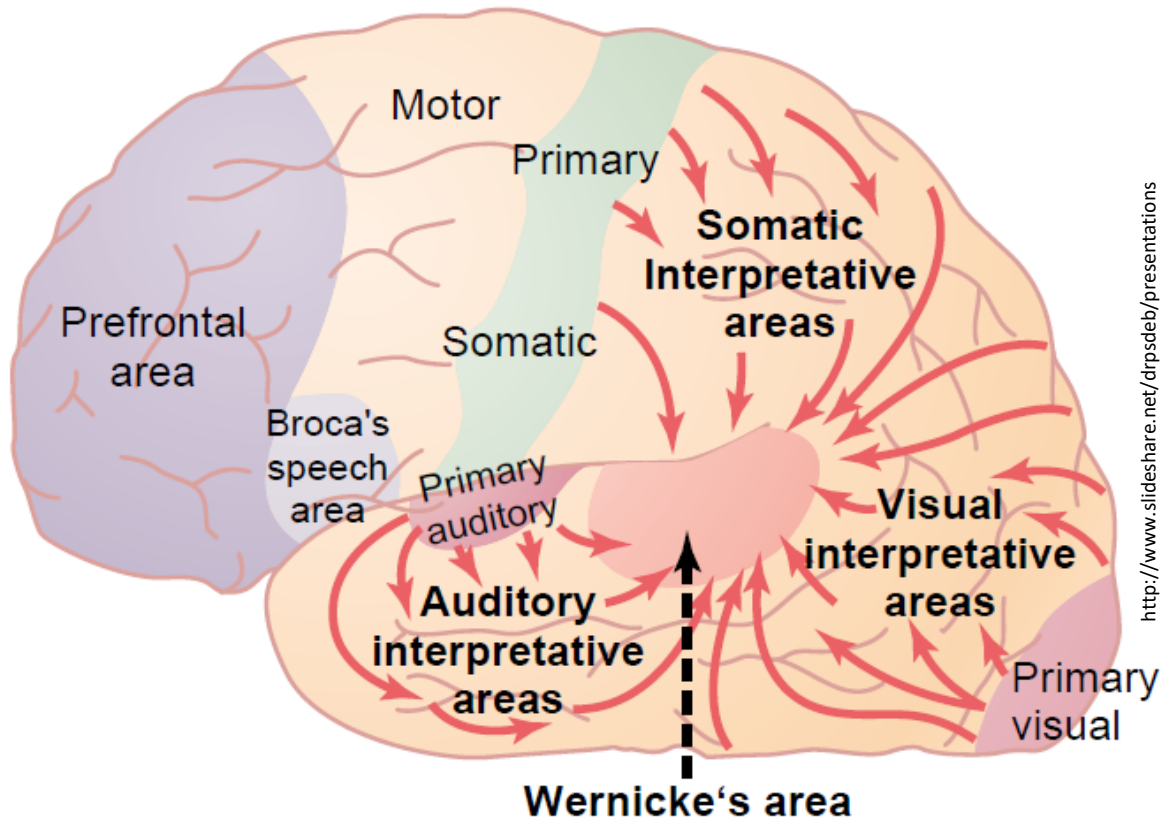 Motor
Primary
Somatic
Interpretative
areas
Prefrontal
area
Somatic
Broca's
speech
area
Primary
auditory
Visual
interpretative
areas
Auditory
interpretative
areas
Primary
visual
Wernicke‘s area
http://www.slideshare.net/drpsdeb/presentations